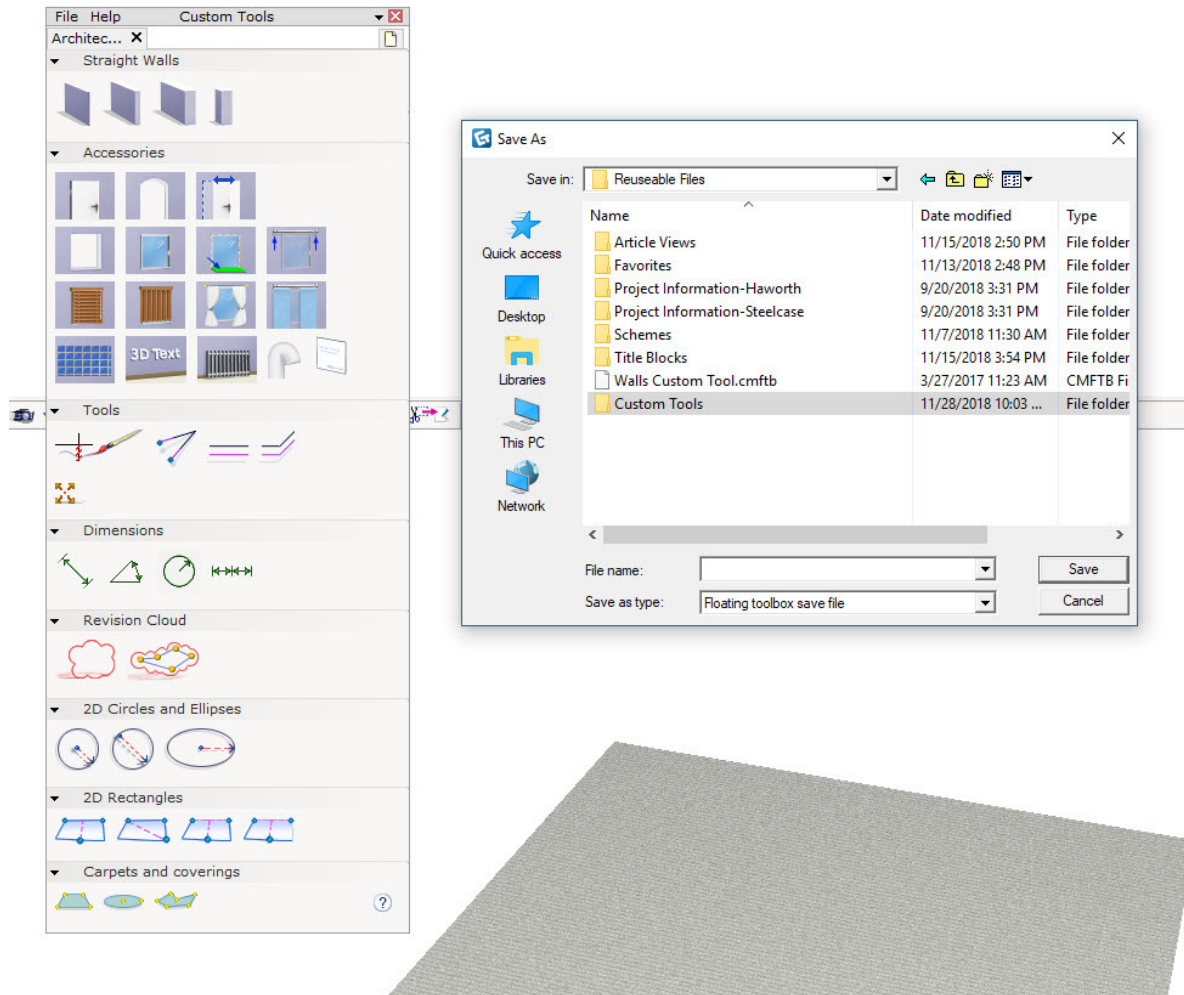 File Help Custom Tools
Architec...
Straight Walls
Accessories
3D Text
Tools
Dimensions
Revision Cloud
2D Circles and Ellipses
2D Rectangles
Carpets and coverings
?
Save As
Save in: Reuseable Files
Quick access
Desktop
Libraries
This PC
Network
Name Date modified Type
Article Views 11/15/2018 2:50 PM File folder
Favorites 11/13/2018 2:48 PM File folder
Project Information-Haworth 9/20/2018 3:31 PM File folder
Project Information-Steelcase 9/20/2018 3:31 PM File folder
Schemes 11/7/2018 11:30 AM File folder
Title Blocks 11/15/2018 3:54 PM File folder
Walls Custom Tool.cmftb 3/27/2017 11:23 AM CMFTB Fi
Custom Tools 11/28/2018 10:03 ... File folder
File name: Save
Save as type: Floating toolbox save file Cancel